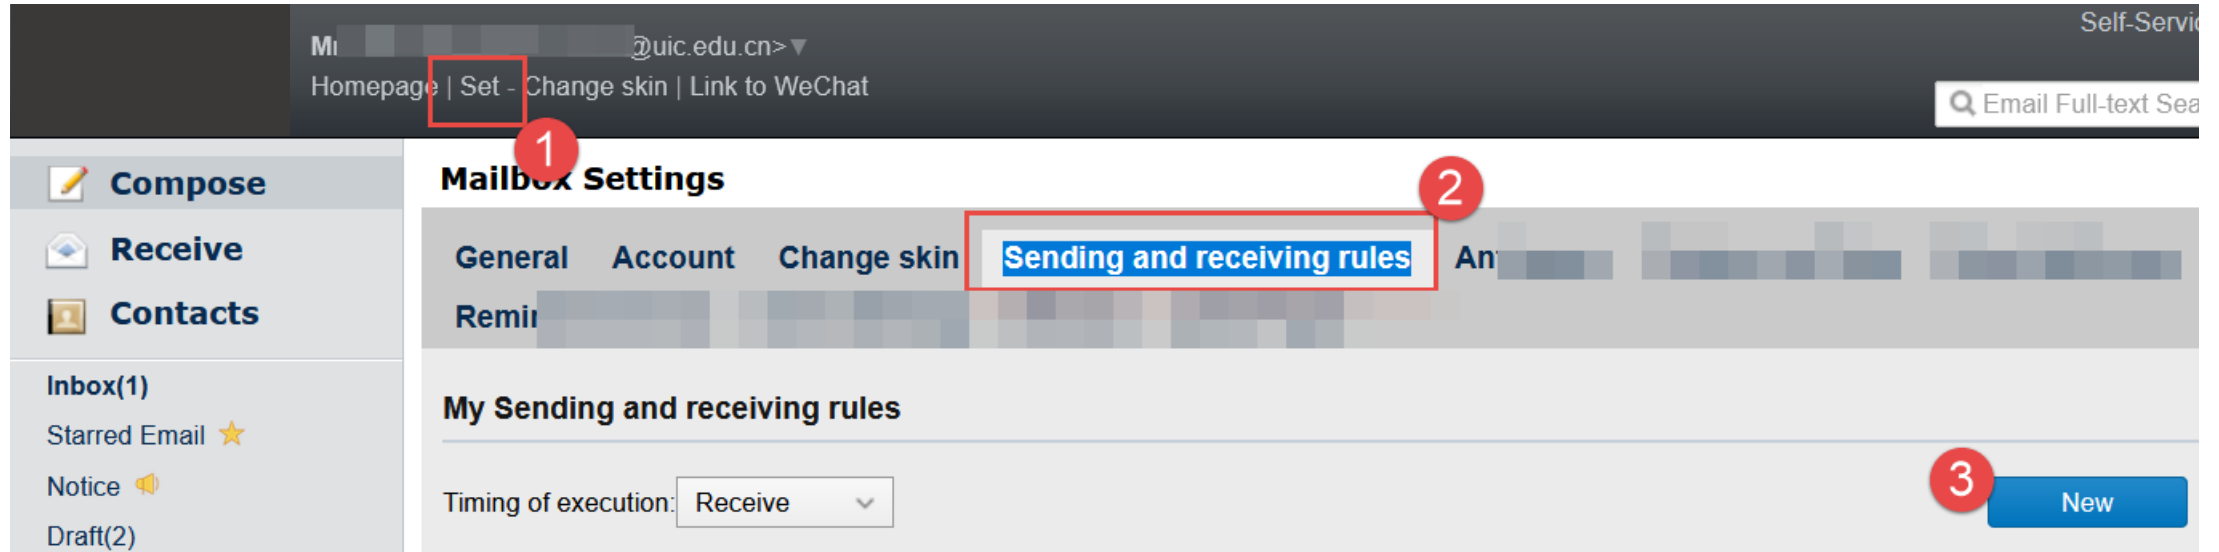 Self-Servic
@uic.edu.cn>▼
Homepage | Set - Change skin | Link to WeChat
Email Full-text Sea
1
Compose
Mailbox Settings
2
Receive
General Account Change skin Sending and receiving rules
Contacts
Inbox(1)
My Sending and receiving rules
Starred Email
3
Notice
Timing of execution: Receive
New
Draft(2)